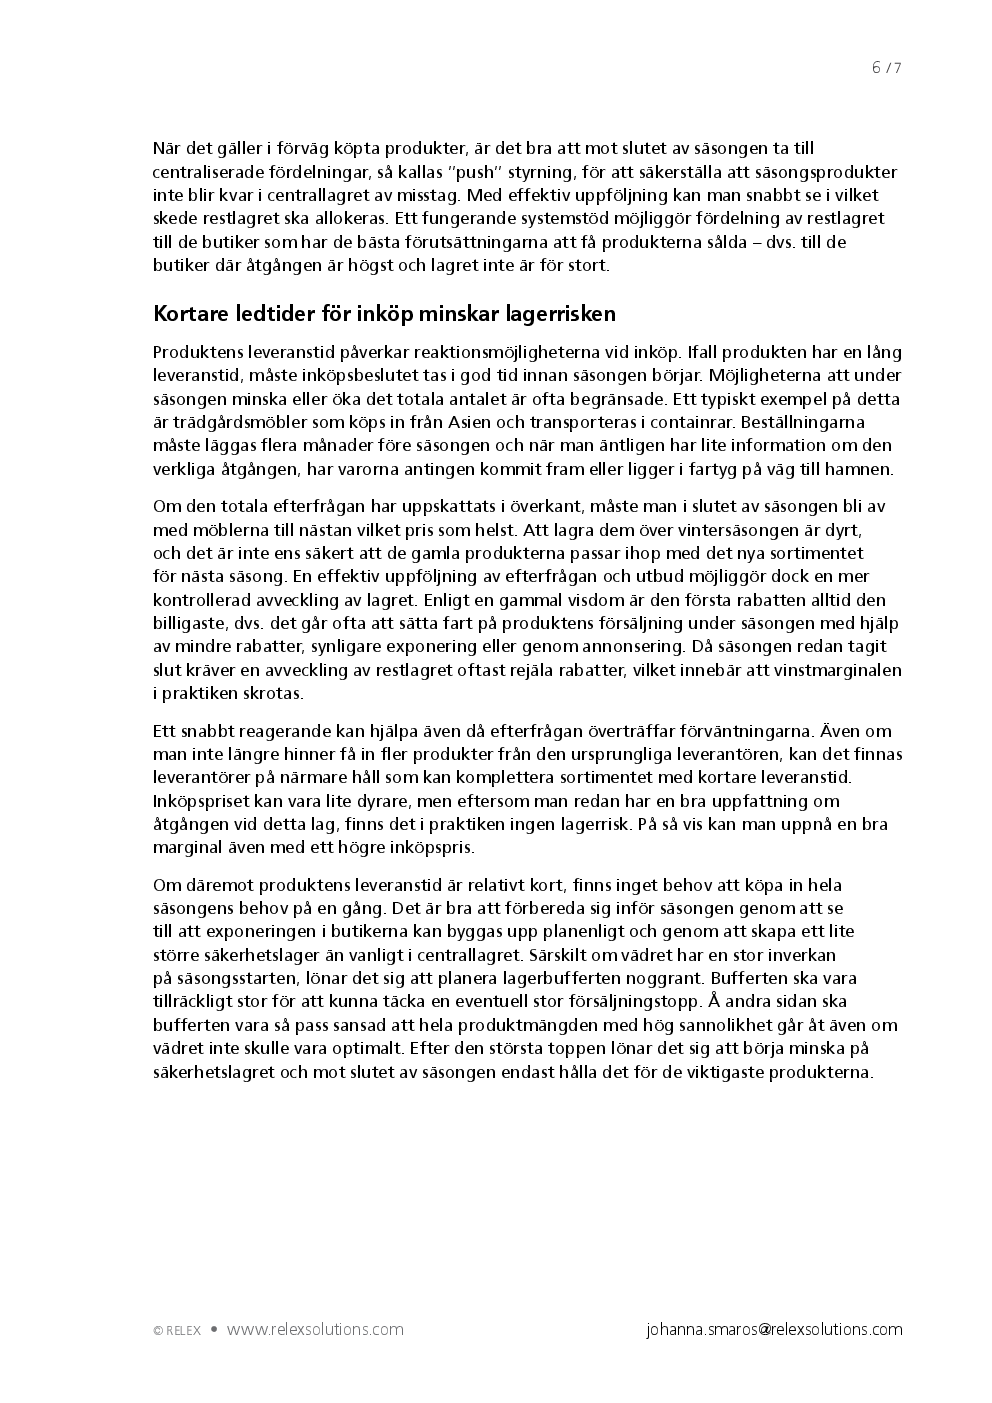 6 / 7
När det gäller i förväg köpta produkter, är det bra att mot slutet av säsongen ta till
centraliserade fördelningar, så kallas ”push” styrning, för att säkerställa att säsongsprodukter
inte blir kvar i centrallagret av misstag. Med effektiv uppföljning kan man snabbt se i vilket
skede restlagret ska allokeras. Ett fungerande systemstöd möjliggör fördelning av restlagret
till de butiker som har de bästa förutsättningarna att få produkterna sålda – dvs. till de
butiker där åtgången är högst och lagret inte är för stort.
Kortare ledtider för inköp minskar lagerrisken
Produktens leveranstid påverkar reaktionsmöjligheterna vid inköp. Ifall produkten har en lång
leveranstid, måste inköpsbeslutet tas i god tid innan säsongen börjar. Möjligheterna att under
säsongen minska eller öka det totala antalet är ofta begränsade. Ett typiskt exempel på detta
är trädgårdsmöbler som köps in från Asien och transporteras i containrar. Beställningarna
måste läggas flera månader före säsongen och när man äntligen har lite information om den
verkliga åtgången, har varorna antingen kommit fram eller ligger i fartyg på väg till hamnen.
Om den totala efterfrågan har uppskattats i överkant, måste man i slutet av säsongen bli av
med möblerna till nästan vilket pris som helst. Att lagra dem över vintersäsongen är dyrt,
och det är inte ens säkert att de gamla produkterna passar ihop med det nya sortimentet
för nästa säsong. En effektiv uppföljning av efterfrågan och utbud möjliggör dock en mer
kontrollerad avveckling av lagret. Enligt en gammal visdom är den första rabatten alltid den
billigaste, dvs. det går ofta att sätta fart på produktens försäljning under säsongen med hjälp
av mindre rabatter, synligare exponering eller genom annonsering. Då säsongen redan tagit
slut kräver en avveckling av restlagret oftast rejäla rabatter, vilket innebär att vinstmarginalen
i praktiken skrotas.
Ett snabbt reagerande kan hjälpa även då efterfrågan överträffar förväntningarna. Även om
man inte längre hinner få in fler produkter från den ursprungliga leverantören, kan det finnas
leverantörer på närmare håll som kan komplettera sortimentet med kortare leveranstid.
Inköpspriset kan vara lite dyrare, men eftersom man redan har en bra uppfattning om
åtgången vid detta lag, finns det i praktiken ingen lagerrisk. På så vis kan man uppnå en bra
marginal även med ett högre inköpspris.
Om däremot produktens leveranstid är relativt kort, finns inget behov att köpa in hela
säsongens behov på en gång. Det är bra att förbereda sig inför säsongen genom att se
till att exponeringen i butikerna kan byggas upp planenligt och genom att skapa ett lite
större säkerhetslager än vanligt i centrallagret. Särskilt om vädret har en stor inverkan
på säsongsstarten, lönar det sig att planera lagerbufferten noggrant. Bufferten ska vara
tillräckligt stor för att kunna täcka en eventuell stor försäljningstopp. Å andra sidan ska
bufferten vara så pass sansad att hela produktmängden med hög sannolikhet går åt även om
vädret inte skulle vara optimalt. Efter den största toppen lönar det sig att börja minska på
säkerhetslagret och mot slutet av säsongen endast hålla det för de viktigaste produkterna.
© RELEX • www.relexsolutions.com johanna.smaros@relexsolutions.com